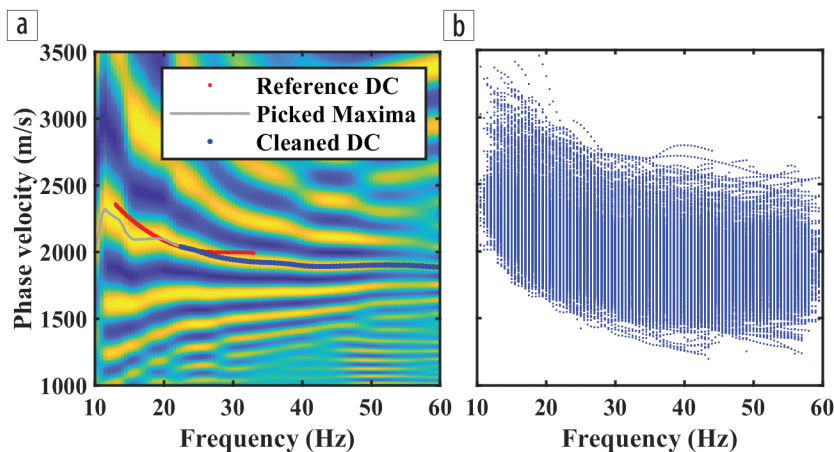 a
b
3500
3000
2500
2000
1500
1000
Phase velocity (m/s)
Reference DC
Picked Maxima
Cleaned DC
10 20 30 40 50 60
10 20 30 40 50 60
Frequency (Hz)
Frequency (Hz)